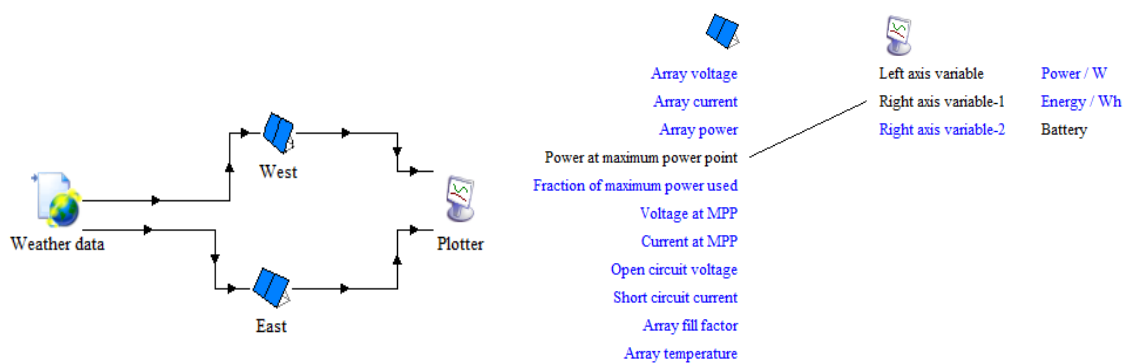 West
Weather data
Plotter
East
Array voltage
Array current
Array power
Power at maximum power point
Fraction of maximum power used
Voltage at MPP
Current at MPP
Open circuit voltage
Short circuit current
Array fill factor
Array temperature
Left axis variable Power / W
Right axis variable-1 Energy / Wh
Right axis variable-2 Battery